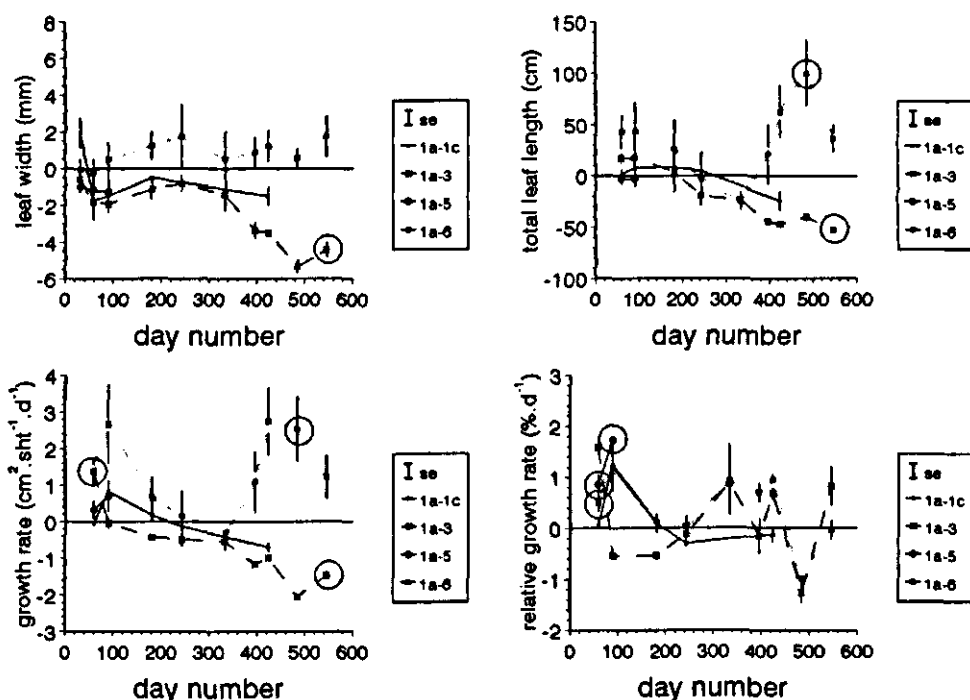 leaf width (mm)
8
6
4
2
0
-2
-4
-6
0 100 200 300 400 500 600
day number
I se
1a-1c
1a-3
1a-5
1a-6
total leaf length (cm)
150
100
50
0
-50
-100
0 100 200 300 400 500 600
day number
I se
1a-1c
1a-3
1a-5
1a-6
growth rate (cm².sht⁻¹.d⁻¹)
4
3
2
1
0
-1
-2
-3
0 100 200 300 400 500 600
day number
I se
1a-1c
1a-3
1a-5
1a-6
relative growth rate (%.d⁻¹)
3
2
1
0
-1
-2
0 100 200 300 400 500 600
day number
I se
1a-1c
1a-3
1a-5
1a-6